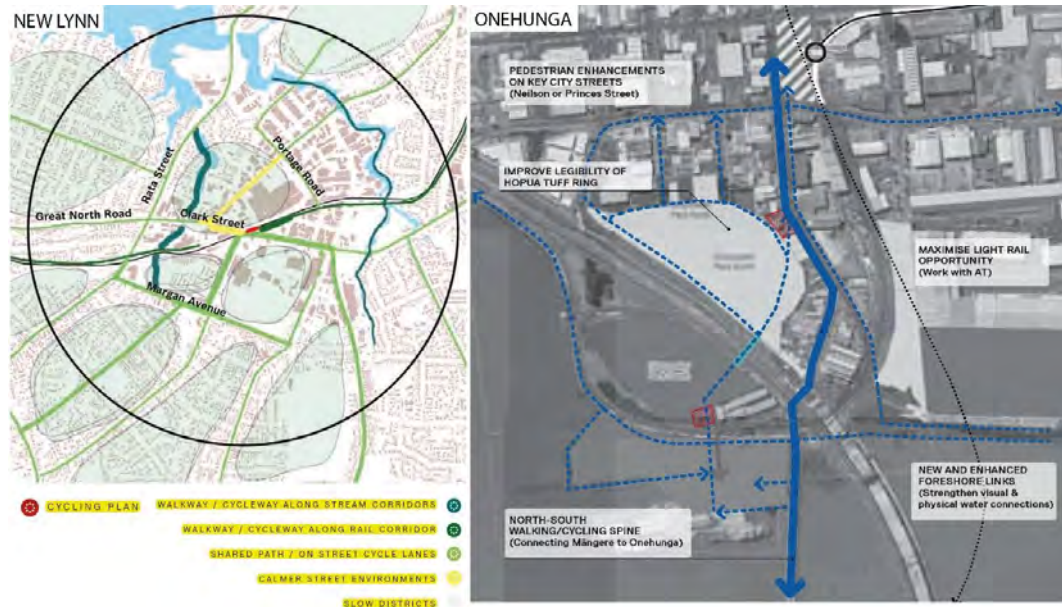 NEW LYNN
Rata Street
Portage Road
Great North Road
Clark Street
Margan Avenue
CYCLING PLAN
WALKWAY / CYCLEWAY ALONG STREAM CORRIDORS
WALKWAY / CYCLEWAY ALONG RAIL CORRIDOR
SHARED PATH / ON STREET CYCLE LANES
CALMER STREET ENVIRONMENTS
SLOW DISTRICTS
ONEHUNGA
PEDESTRIAN ENHANCEMENTS
ON KEY CITY STREETS
(Neilson or Princes Street)
IMPROVE LEGIBILITY OF
HOPUA TUFF RING
MAXIMISE LIGHT RAIL
OPPORTUNITY
(Work with AT)
NEW AND ENHANCED
FORESHORE LINKS
(Strengthen visual &
physical water connections)
NORTH-SOUTH
WALKING/CYCLING SPINE
(Connecting Māngere to Onehunga)